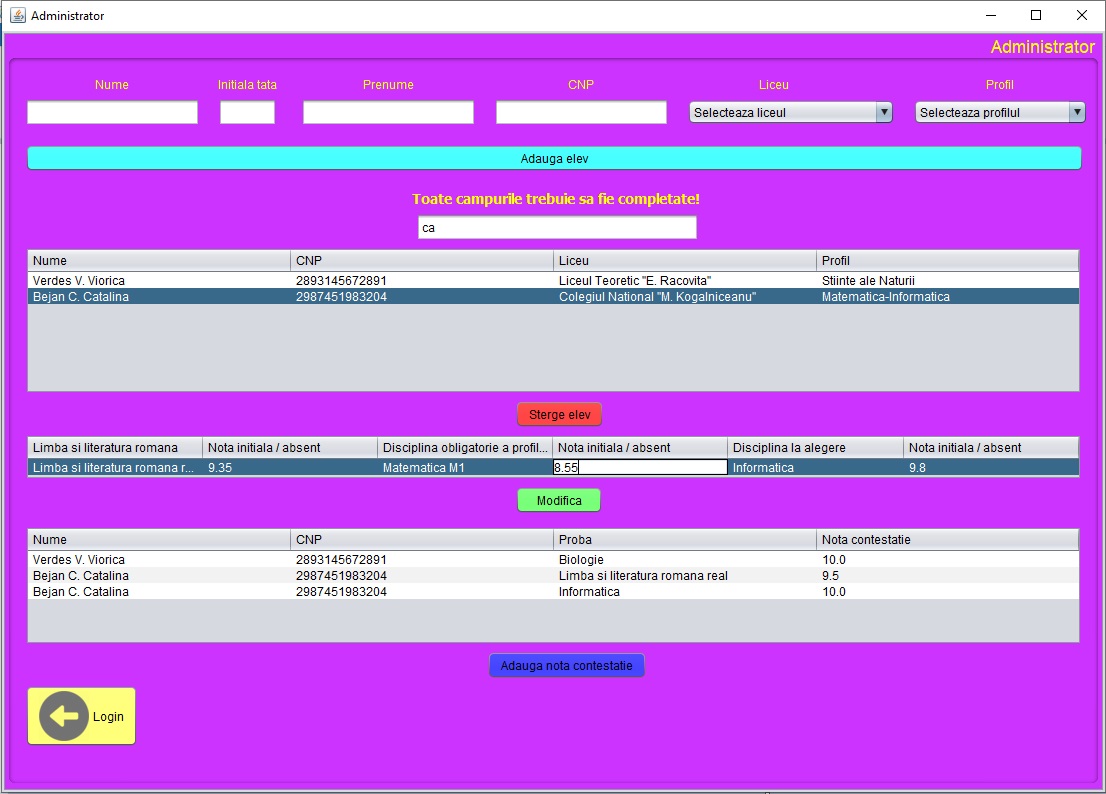 Administrator
Administrator
Nume Initiala tata Prenume CNP Liceu Profil
Selecteaza liceul Selecteaza profilul
Adauga elev
Toate campurile trebuie sa fie completate!
ca
Nume CNP Liceu Profil
Verdes V. Viorica 2893145672891 Liceul Teoretic "E. Racovita" Stiinte ale Naturii
Bejan C. Catalina 2987451983204 Colegiul National "M. Kogalniceanu" Matematica-Informatica
Sterge elev
Limba si literatura romana Nota initiala / absent Disciplina obligatorie a profil... Nota initiala / absent Disciplina la alegere Nota initiala / absent
Limba si literatura romana r... 9.35 Matematica M1 8.55 Informatica 9.8
Modifica
Nume CNP Proba Nota contestatie
Verdes V. Viorica 2893145672891 Biologie 10.0
Bejan C. Catalina 2987451983204 Limba si literatura romana real 9.5
Bejan C. Catalina 2987451983204 Informatica 10.0
Adauga nota contestatie
Login